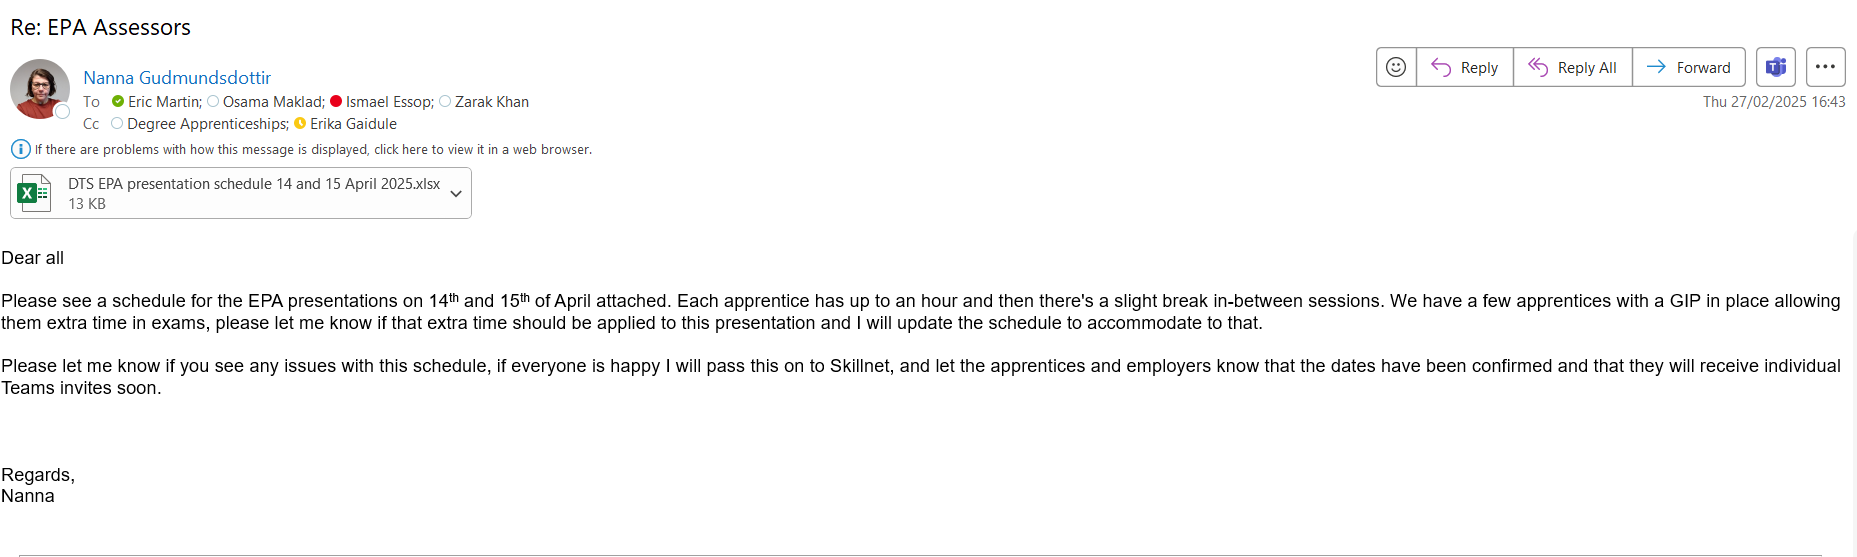 Re: EPA Assessors
Nanna Gudmundsdottir
To Eric Martin; Osama Maklad; Ismael Essop; Zarak Khan
Cc Degree Apprenticeships; Erika Gaidule
Reply
Reply All
Forward
Thu 27/02/2025 16:43
If there are problems with how this message is displayed, click here to view it in a web browser.
DTS EPA presentation schedule 14 and 15 April 2025.xlsx
13 KB
Dear all
Please see a schedule for the EPA presentations on 14th and 15th of April attached. Each apprentice has up to an hour and then there's a slight break in-between sessions. We have a few apprentices with a GIP in place allowing
them extra time in exams, please let me know if that extra time should be applied to this presentation and I will update the schedule to accommodate to that.
Please let me know if you see any issues with this schedule, if everyone is happy I will pass this on to Skillnet, and let the apprentices and employers know that the dates have been confirmed and that they will receive individual
Teams invites soon.
Regards,
Nanna